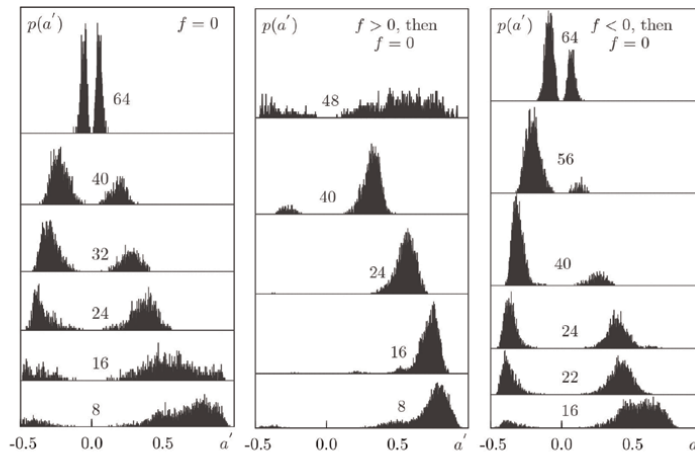 p(a′) f = 0
64
40
32
24
16
8
-0.5 0.0 0.5 a′
p(a′) f > 0, then
f = 0
48
40
24
16
8
-0.5 0.0 0.5 a′
p(a′) f < 0, then
64 f = 0
56
40
24
22
16
-0.5 0.0 0.5 a